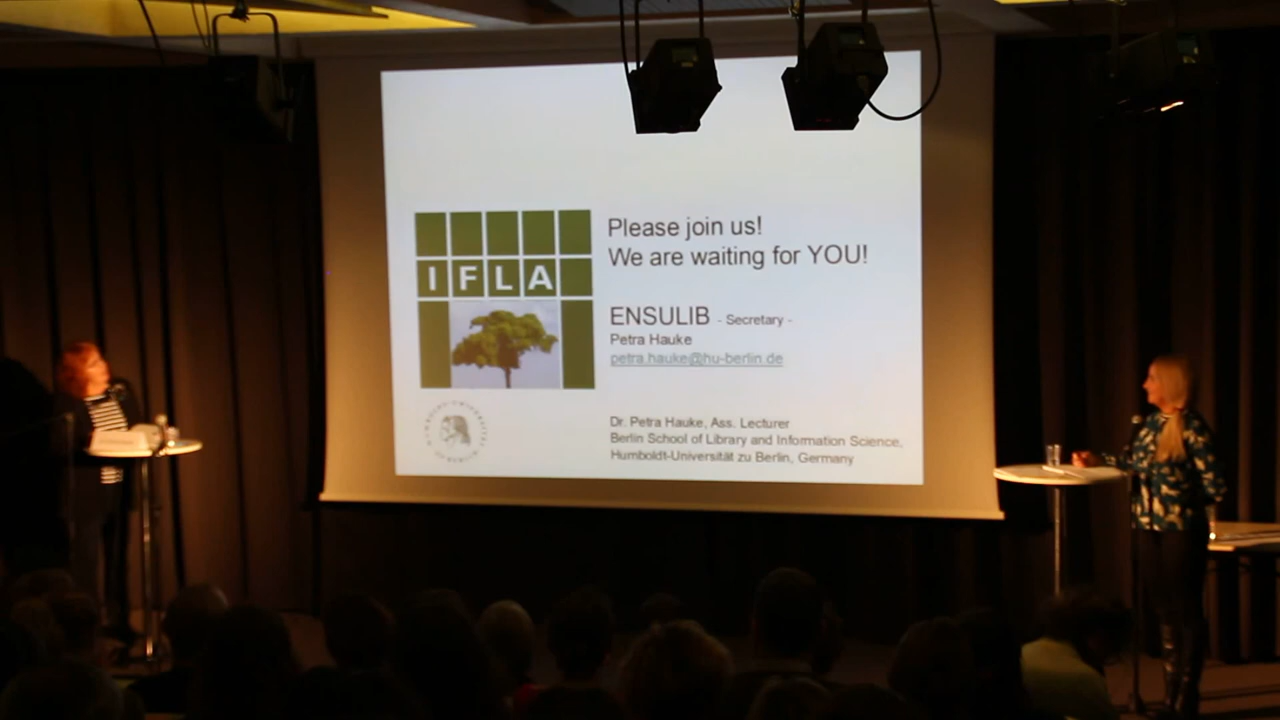 Please join us!
We are waiting for YOU!
IFLA
ENSULIB - Secretary -
Petra Hauke
petra.hauke@hu-berlin.de
Dr. Petra Hauke, Ass. Lecturer
Berlin School of Library and Information Science,
Humboldt-Universität zu Berlin, Germany